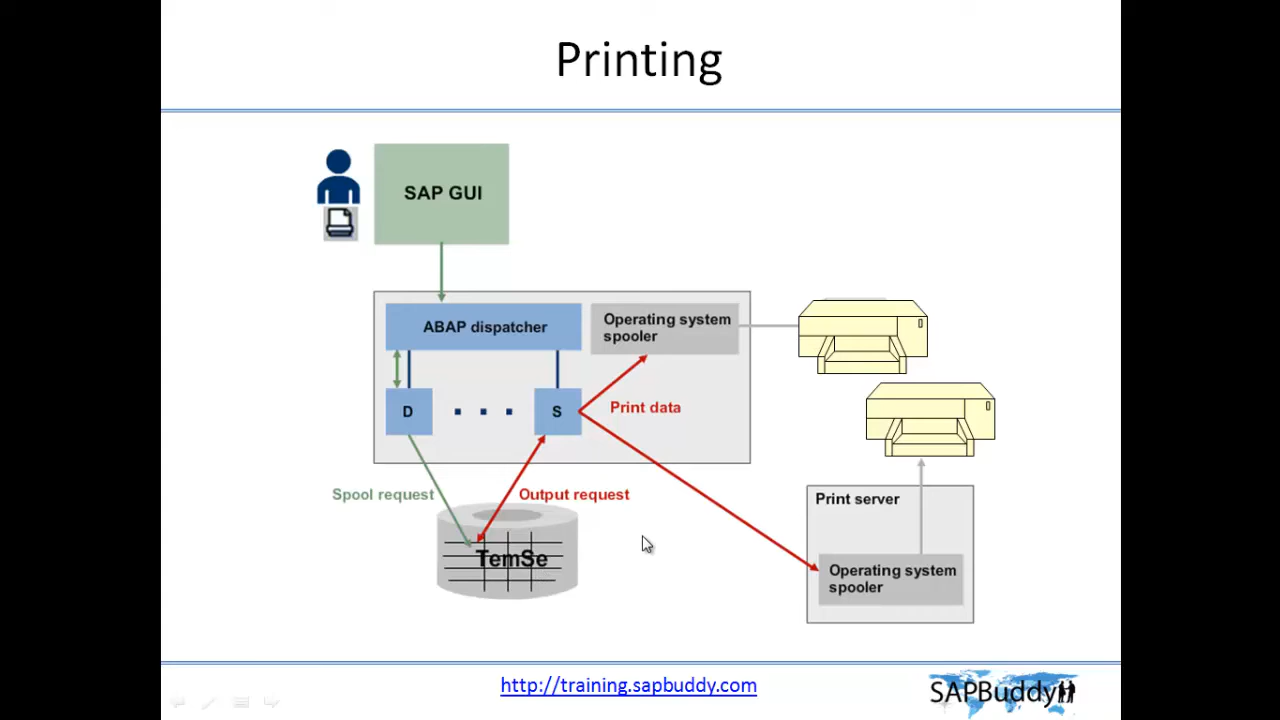 Printing
SAP GUI
ABAP dispatcher
Operating system
spooler
D
S
Print data
Spool request
Output request
TemSe
Print server
Operating system
spooler
http://training.sapbuddy.com
SAPBuddy